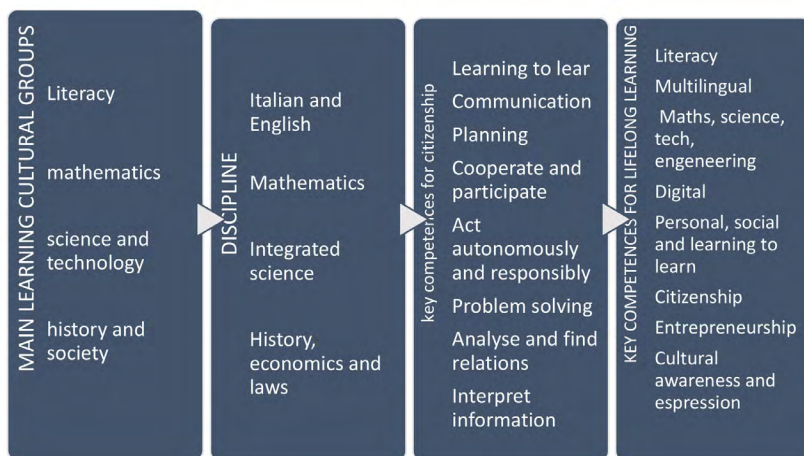 MAIN LEARNING CULTURAL GROUPS
Literacy
mathematics
science and
technology
history and
society
DISCIPLINE
Italian and
English
Mathematics
Integrated
science
History,
economics and
laws
key competences for citizenship
Learning to lear
Communication
Planning
Cooperate and
participate
Act
autonomously
and responsibly
Problem solving
Analyse and find
relations
Interpret
information
KEY COMPETENCES FOR LIFELONG LEARNING
Literacy
Multilingual
Maths, science,
tech,
engeneering
Digital
Personal, social
and learning to
learn
Citizenship
Entrepreneurship
Cultural
awareness and
espression